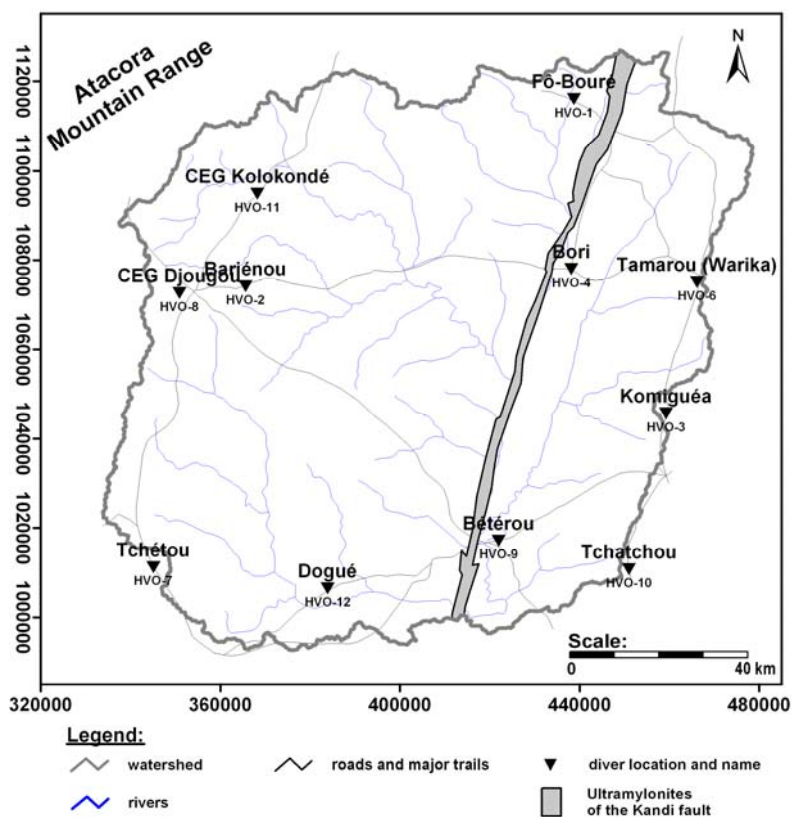 Atacora
Mountain Range
N
1120000
1100000
1080000
1060000
1040000
1020000
1000000
Fô-Bouré
HVO-1
CEG Kolokondé
HVO-11
Bori
HVO-4
Tamarou (Warika)
HVO-6
CEG Djougou
HVO-8
Bariénou
HVO-2
Komiguéa
HVO-3
Bétérou
HVO-9
Tchatchou
HVO-10
Tchétou
HVO-7
Dogué
HVO-12
Scale:
0 40 km
320000 360000 400000 440000 480000
Legend:
watershed
roads and major trails
diver location and name
rivers
Ultramylonites
of the Kandi fault